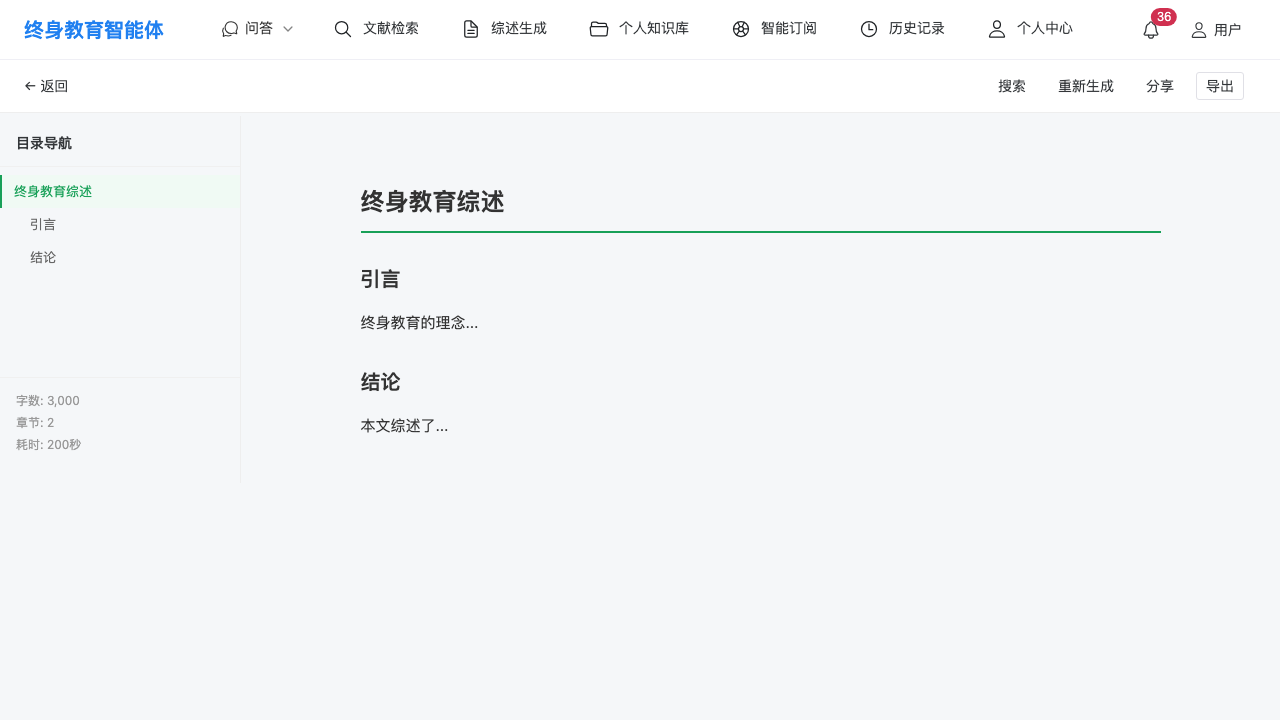 终身教育智能体 问答 文献检索 综述生成 个人知识库 智能订阅 历史记录 个人中心 36 用户
← 返回 搜索 重新生成 分享 导出
目录导航
终身教育综述
引言
结论
字数: 3,000
章节: 2
耗时: 200秒
终身教育综述
引言
终身教育的理念...
结论
本文综述了...